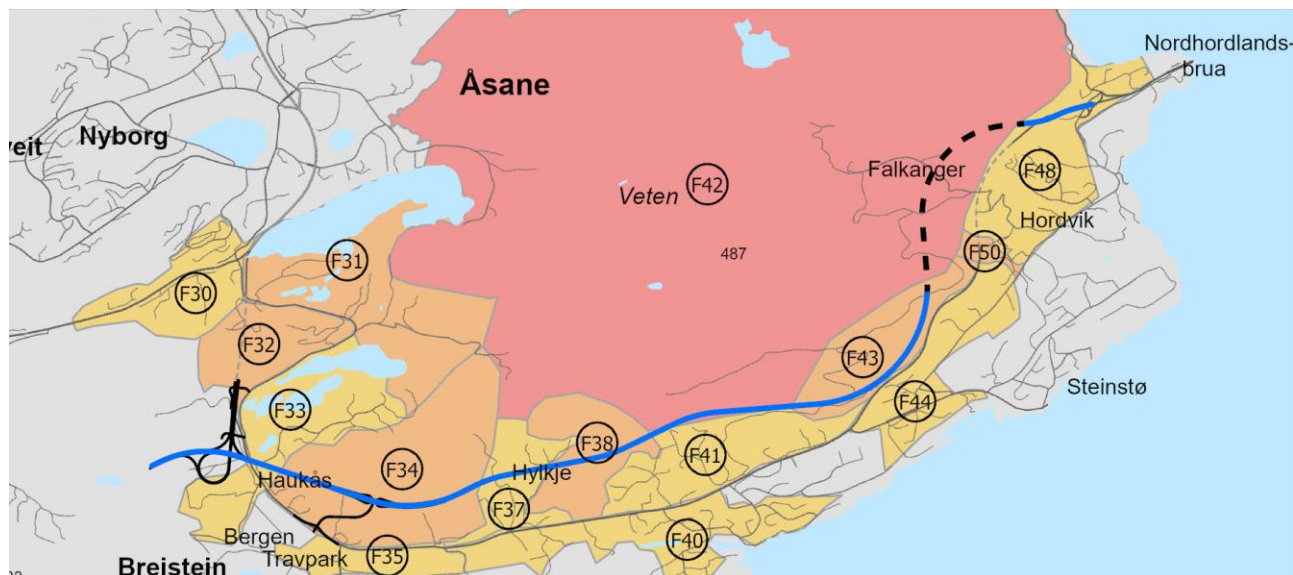 Nordhordlands-
brua
Åsane
Nyborg
veit
Falkanger
F48
Veten
F42
Hordvik
487
F50
F31
F30
F32
F43
Steinstø
F33
F44
F38
F41
F34
Hylkje
Haukås
F37
Bergen
Travpark
F40
F35
Breistein